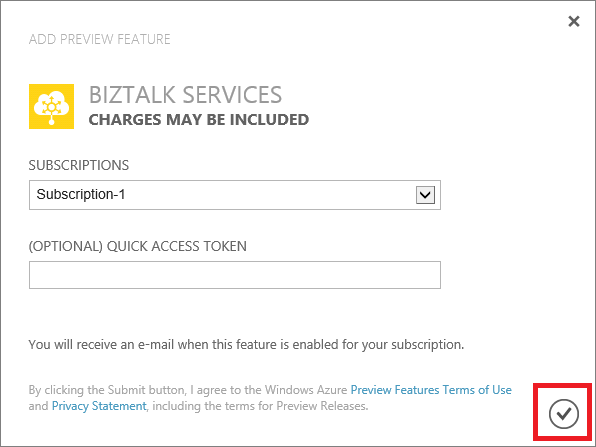 ADD PREVIEW FEATURE
BIZTALK SERVICES
CHARGES MAY BE INCLUDED
SUBSCRIPTIONS
Subscription-1
(OPTIONAL) QUICK ACCESS TOKEN
You will receive an e-mail when this feature is enabled for your subscription.
By clicking the Submit button, I agree to the Windows Azure Preview Features Terms of Use
and Privacy Statement, including the terms for Preview Releases.